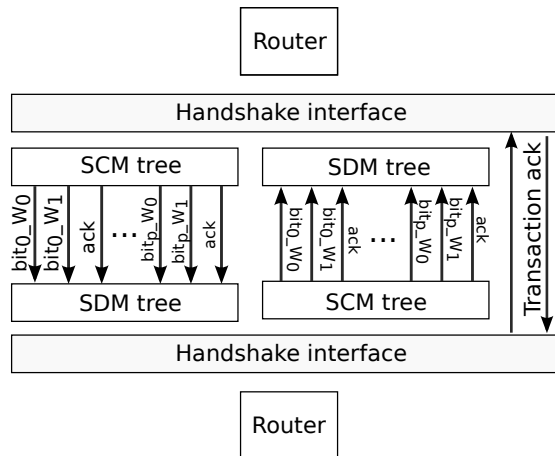 Router
Handshake interface
SCM tree
SDM tree
bit0_W0
bit0_W1
ack
...
bitp_W0
bitp_W1
ack
bit0_W0
bit0_W1
ack
...
bitp_W0
bitp_W1
ack
Transaction ack
SDM tree
SCM tree
Handshake interface
Router